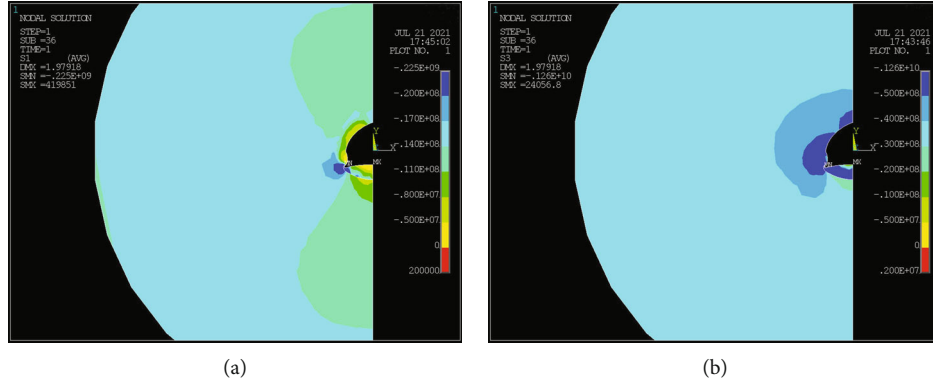 1
NODAL SOLUTION
STEP=1
SUB =36
TIME=1
S1 (AVG)
DMX =1.97918
SMN =-.225E+09
SMX =419851
JUL 21 2021
17:45:02
PLOT NO. 1
-.225E+09
-.200E+08
-.170E+08
-.140E+08
-.110E+08
-.800E+07
-.500E+07
0
200000
Y
X
MX
(a)
1
NODAL SOLUTION
STEP=1
SUB =36
TIME=1
S3 (AVG)
DMX =1.97918
SMN =-.126E+10
SMX =24056.8
JUL 21 2021
17:43:46
PLOT NO. 1
-.126E+10
-.500E+08
-.400E+08
-.300E+08
-.200E+08
-.100E+08
-.500E+07
0
.200E+07
Y
X
MX
(b)